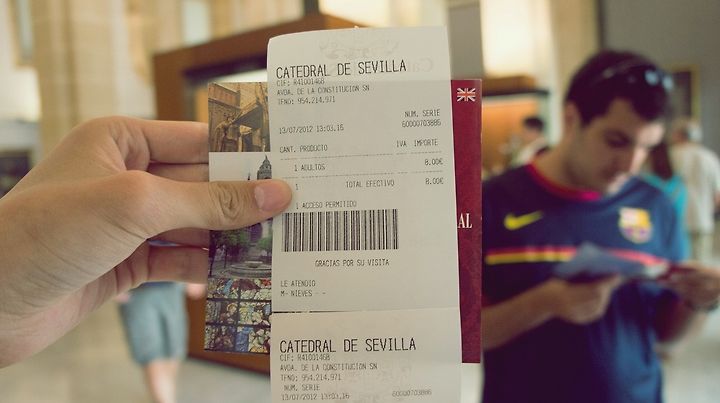 CATEDRAL DE SEVILLA
CIF: R4100146B
AVDA. DE LA CONSTITUCION SN
TFNO: 954.214.971
NUM. SERIE
13/07/2012 13:03.16 60000703886
CANT. PRODUCTO IVA IMPORTE
1 ADULTOS 8.00€
1 TOTAL EFECTIVO 8.00€
1 ACCESO PERMITIDO
GRACIAS POR SU VISITA
LE ATENDIO
M- NIEVES - -
CATEDRAL DE SEVILLA
CIF: R4100146B
AVDA. DE LA CONSTITUCION SN
TFNO: 954.214.971
NUM. SERIE
13/07/2012 13:03.16 60000703886
AL